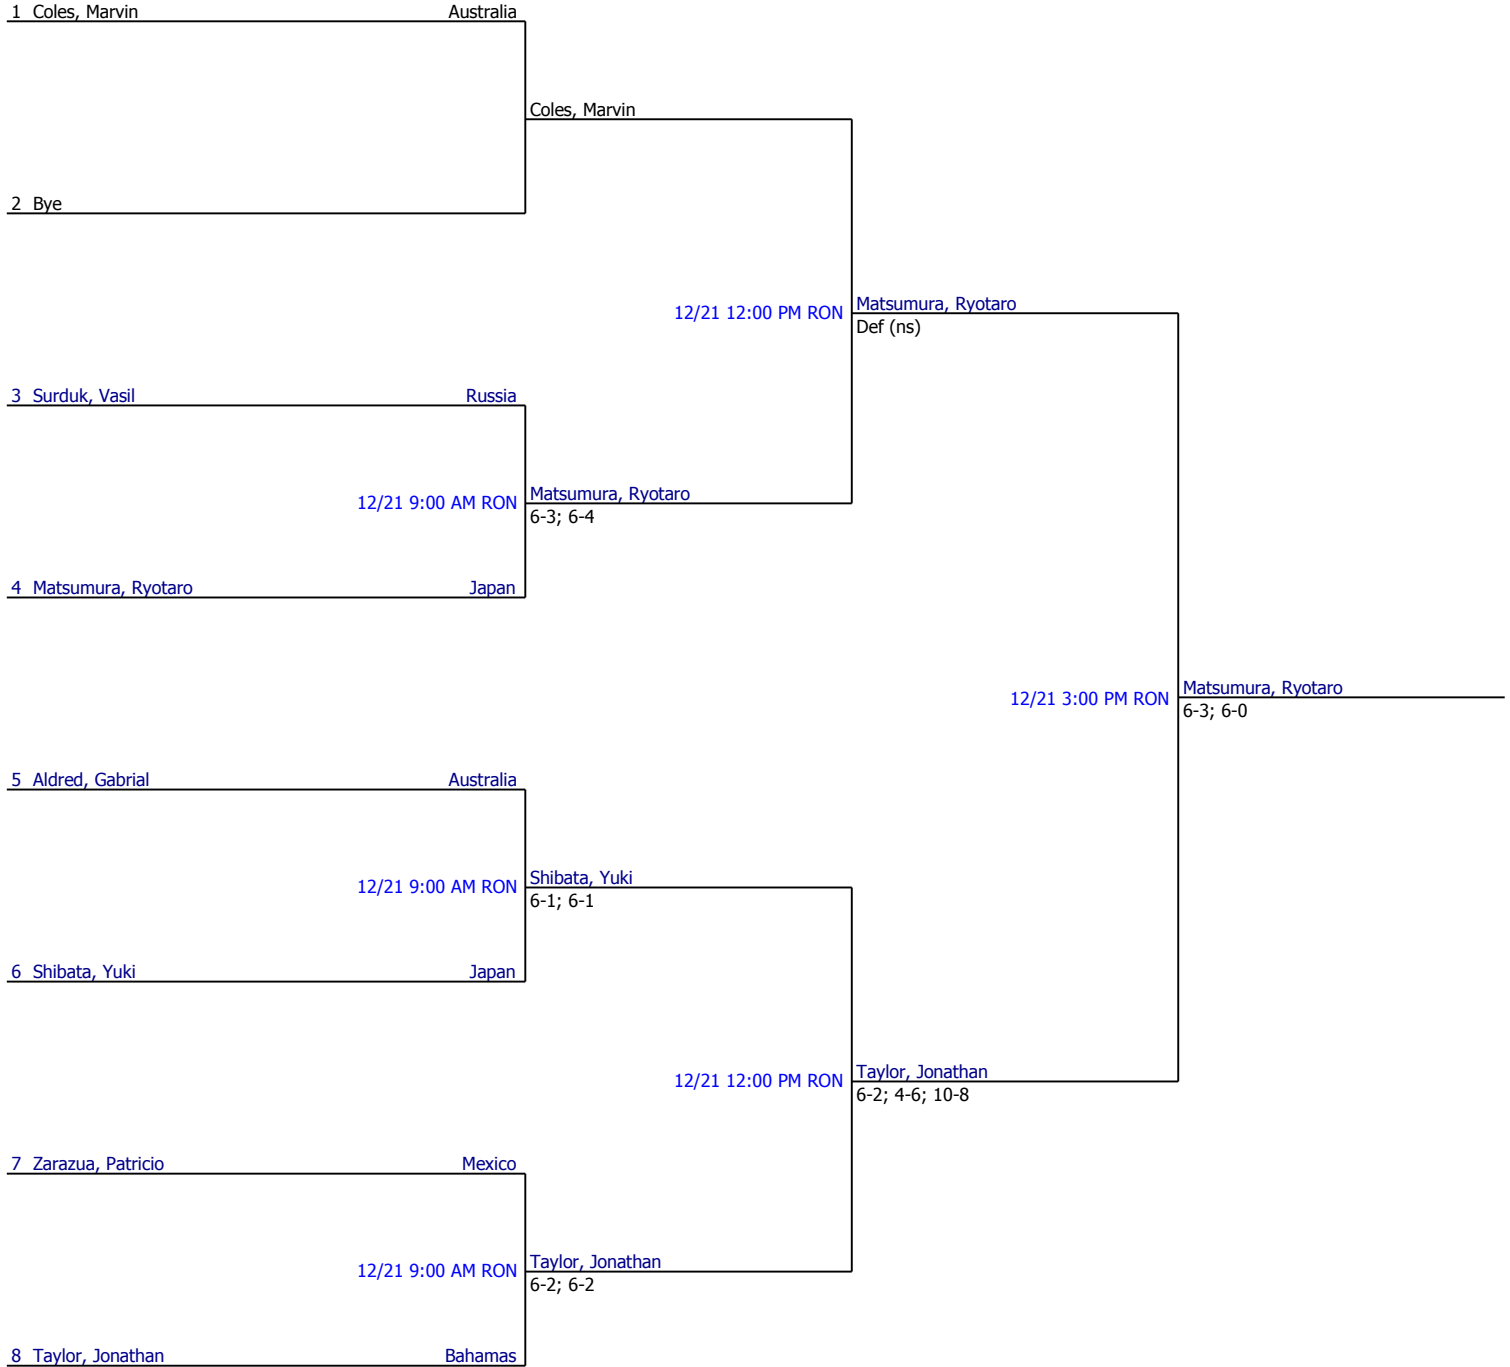 1 Coles, Marvin Australia
Coles, Marvin
2 Bye
12/21 12:00 PM RON Matsumura, Ryotaro
Def (ns)
3 Surduk, Vasil Russia
12/21 9:00 AM RON Matsumura, Ryotaro
6-3; 6-4
4 Matsumura, Ryotaro Japan
12/21 3:00 PM RON Matsumura, Ryotaro
6-3; 6-0
5 Aldred, Gabrial Australia
12/21 9:00 AM RON Shibata, Yuki
6-1; 6-1
6 Shibata, Yuki Japan
12/21 12:00 PM RON Taylor, Jonathan
6-2; 4-6; 10-8
7 Zarazua, Patricio Mexico
12/21 9:00 AM RON Taylor, Jonathan
6-2; 6-2
8 Taylor, Jonathan Bahamas